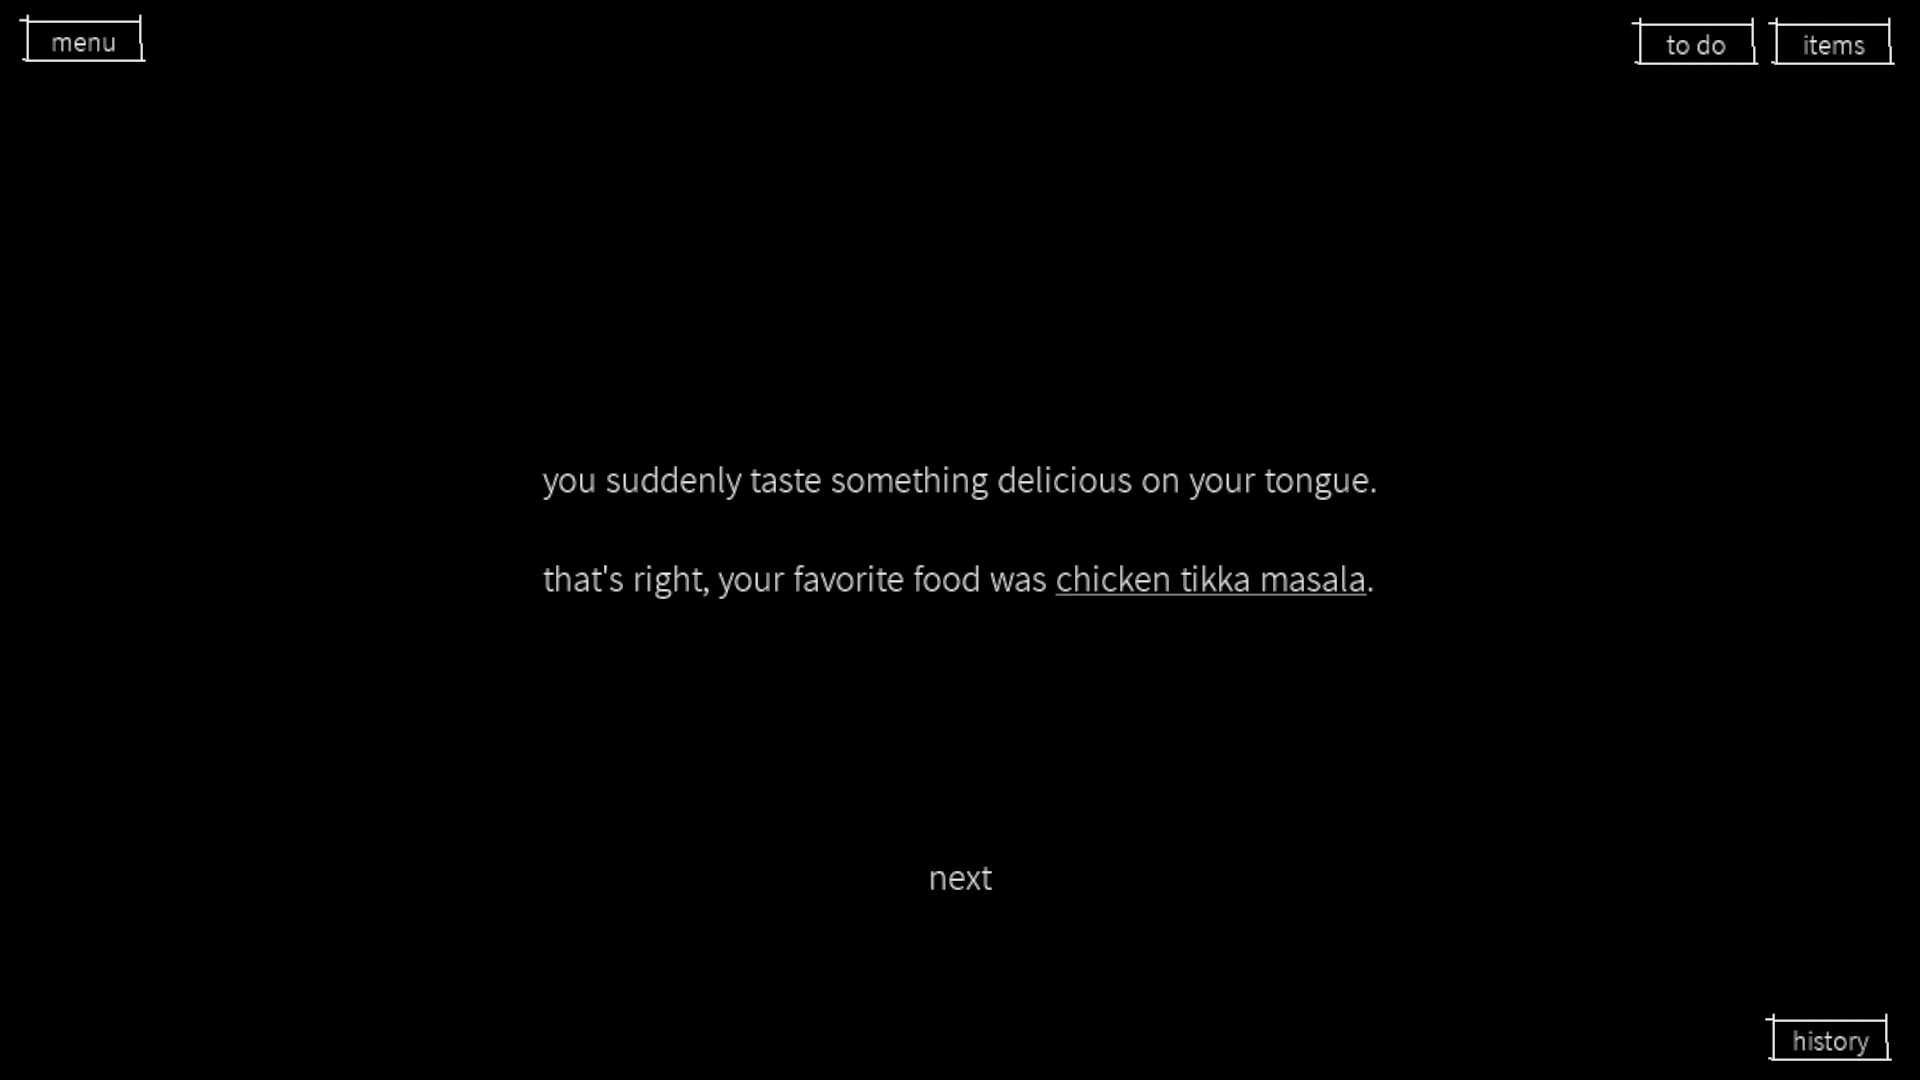 menu
to do
items
you suddenly taste something delicious on your tongue.
that's right, your favorite food was chicken tikka masala.
next
history